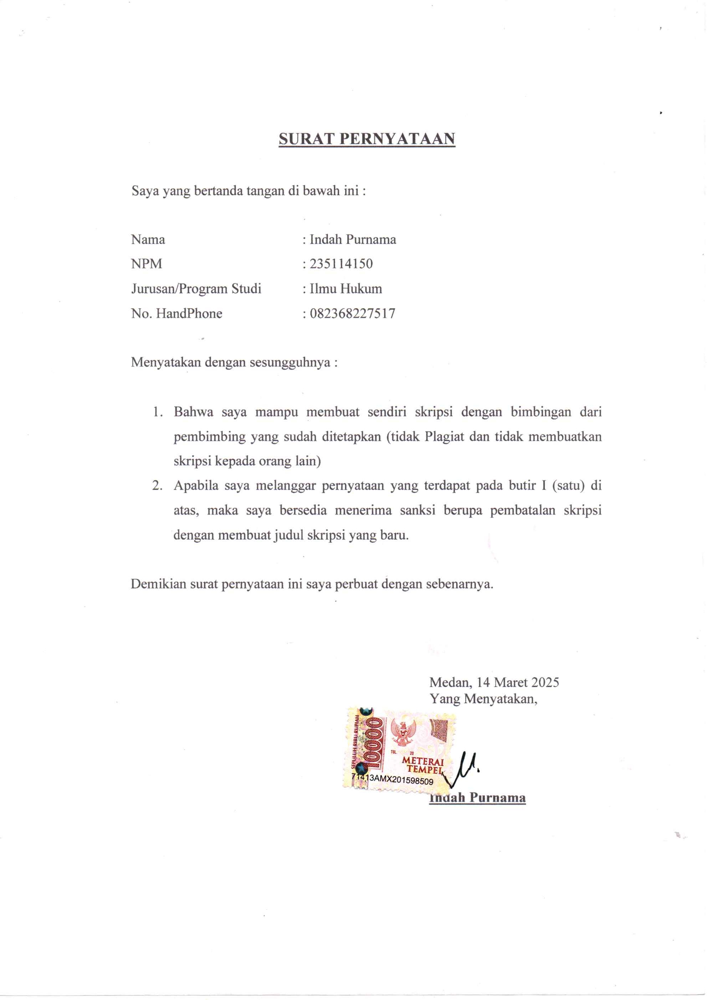 SURAT PERNYATAAN
Saya yang bertanda tangan di bawah ini :
Nama : Indah Purnama
NPM : 235114150
Jurusan/Program Studi : Ilmu Hukum
No. HandPhone : 082368227517
Menyatakan dengan sesungguhnya :
1. Bahwa saya mampu membuat sendiri skripsi dengan bimbingan dari
pembimbing yang sudah ditetapkan (tidak Plagiat dan tidak membuatkan
skripsi kepada orang lain)
2. Apabila saya melanggar pernyataan yang terdapat pada butir I (satu) di
atas, maka saya bersedia menerima sanksi berupa pembatalan skripsi
dengan membuat judul skripsi yang baru.
Demikian surat pernyataan ini saya perbuat dengan sebenarnya.
Medan, 14 Maret 2025
Yang Menyatakan,
SEPULUH RIBU RUPIAH
10000
TGL. 20
METERAI
TEMPEL
71413AMX201598509
Indah Purnama